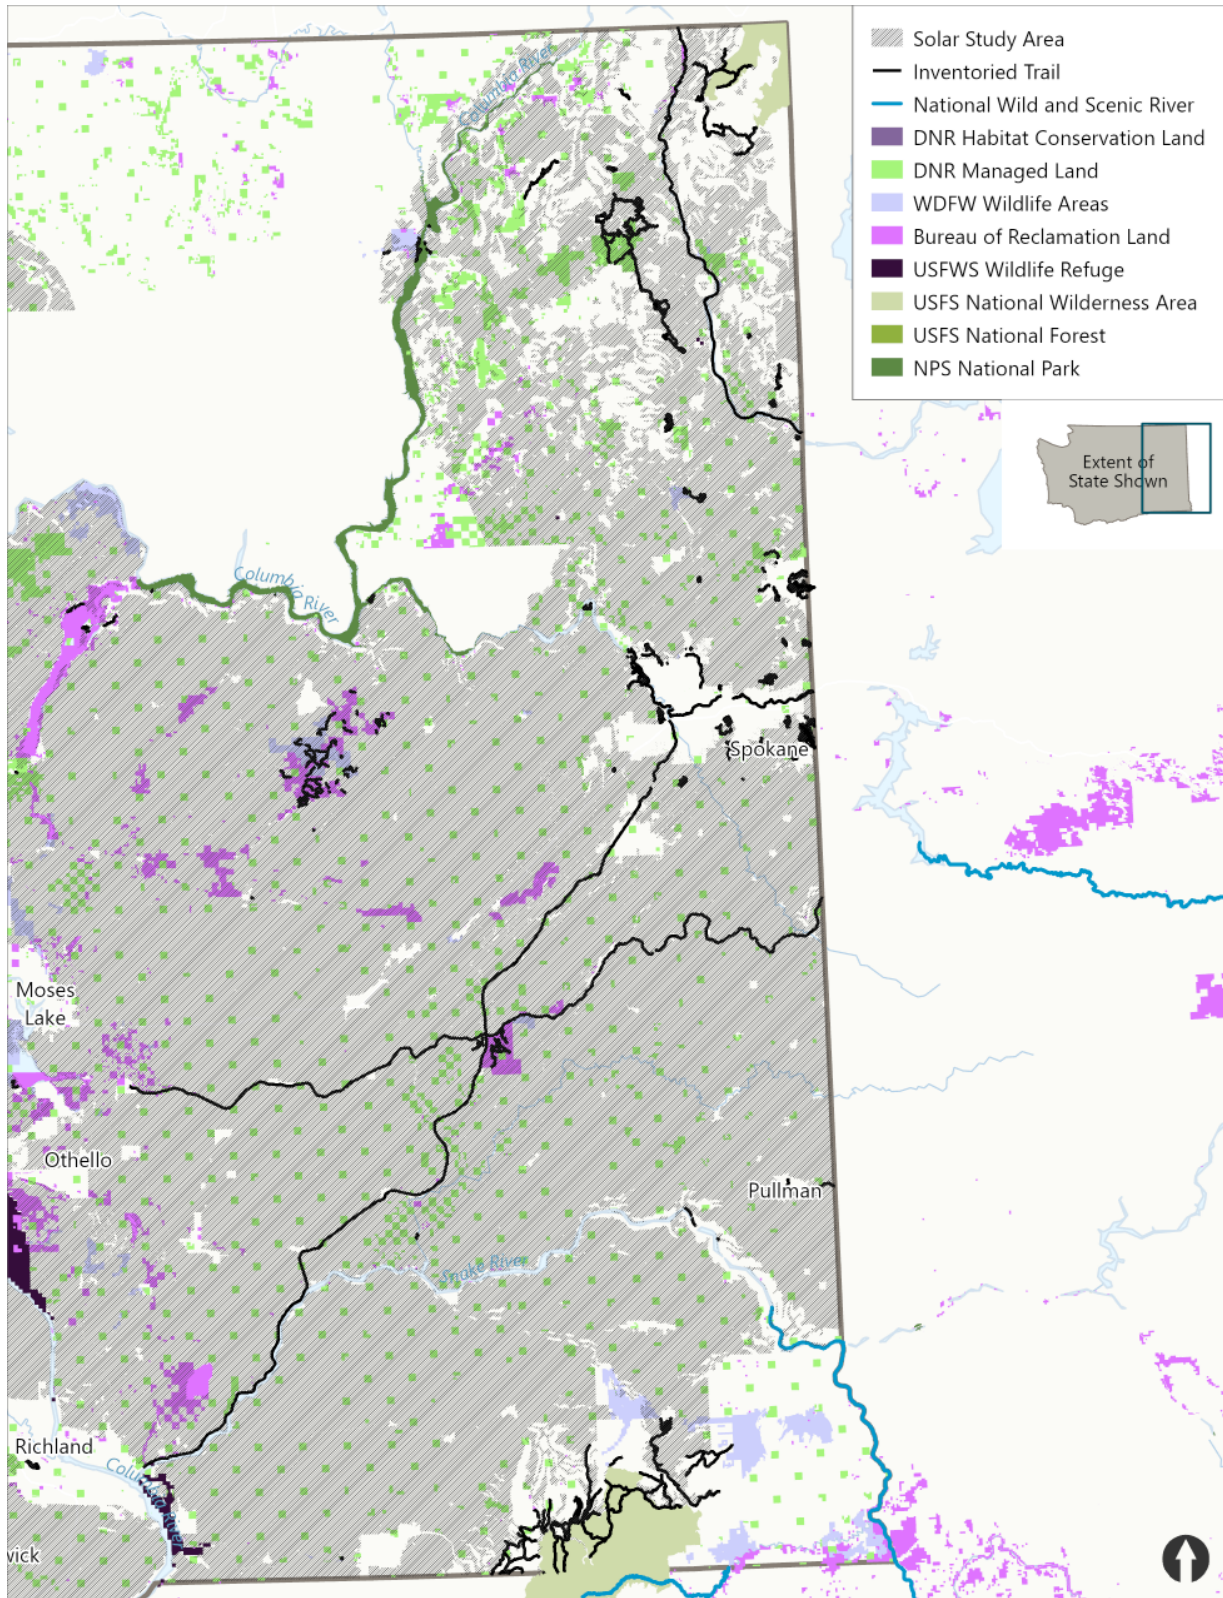 Solar Study Area
Inventoried Trail
National Wild and Scenic River
DNR Habitat Conservation Land
DNR Managed Land
WDFW Wildlife Areas
Bureau of Reclamation Land
USFWS Wildlife Refuge
USFS National Wilderness Area
USFS National Forest
NPS National Park
Extent of
State Shown
Columbia River
Columbia River
Spokane
Moses
Lake
Othello
Pullman
Snake River
Richland
Columbia River
wick